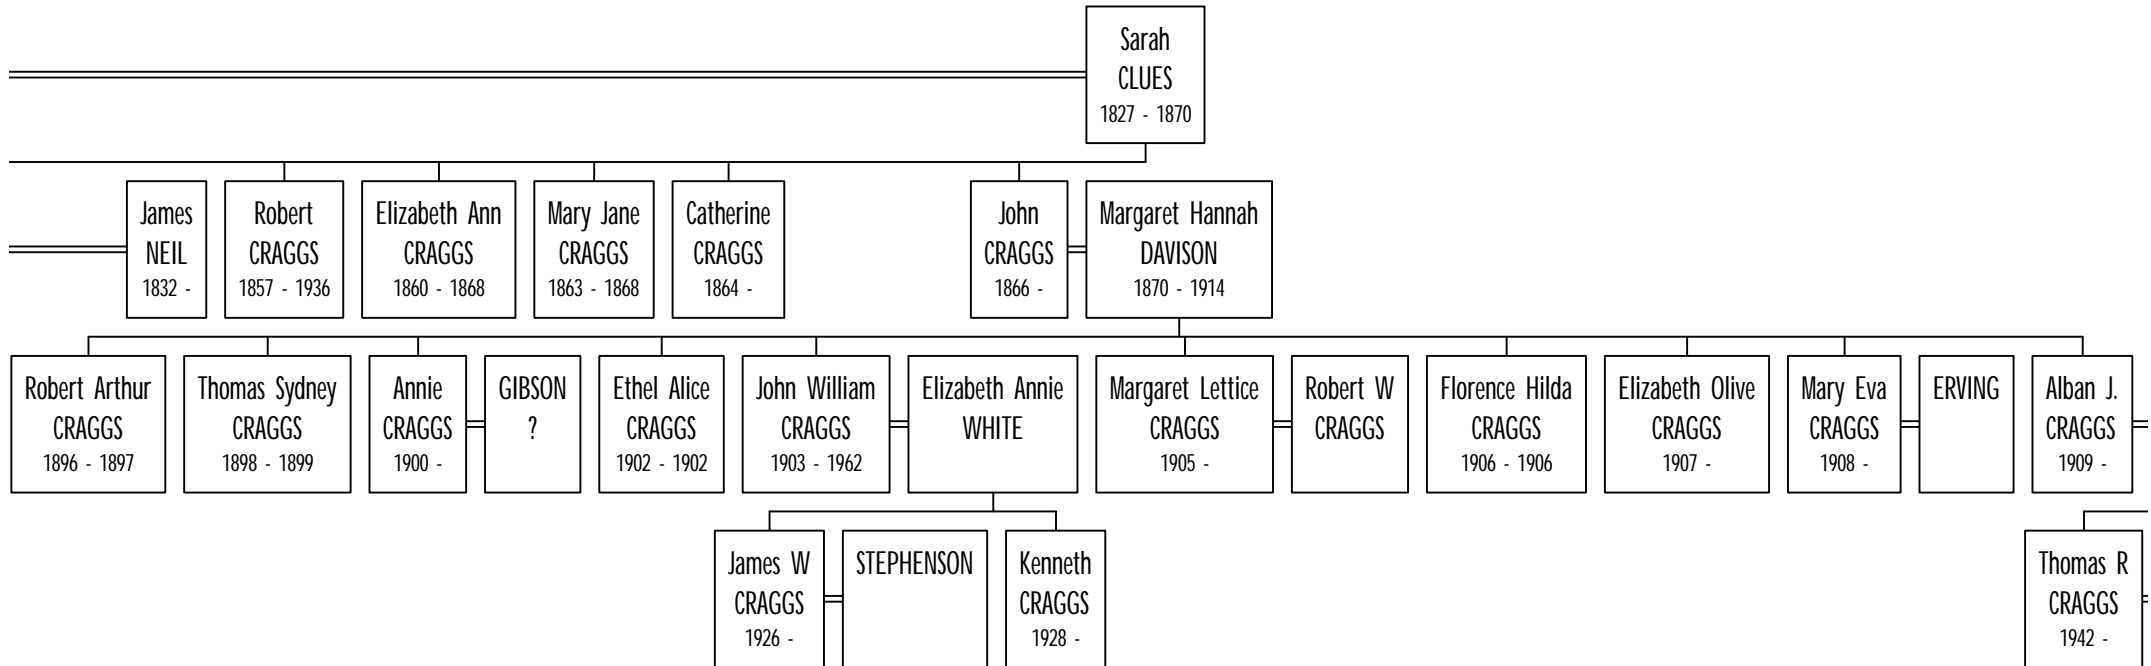 Sarah
CLUES
1827 - 1870
James
NEIL
1832 -
Robert
CRAGGS
1857 - 1936
Elizabeth Ann
CRAGGS
1860 - 1868
Mary Jane
CRAGGS
1863 - 1868
Catherine
CRAGGS
1864 -
John
CRAGGS
1866 -
Margaret Hannah
DAVISON
1870 - 1914
Robert Arthur
CRAGGS
1896 - 1897
Thomas Sydney
CRAGGS
1898 - 1899
Annie
CRAGGS
1900 -
GIBSON
?
Ethel Alice
CRAGGS
1902 - 1902
John William
CRAGGS
1903 - 1962
Elizabeth Annie
WHITE
Margaret Lettice
CRAGGS
1905 -
Robert W
CRAGGS
Florence Hilda
CRAGGS
1906 - 1906
Elizabeth Olive
CRAGGS
1907 -
Mary Eva
CRAGGS
1908 -
ERVING
Alban J.
CRAGGS
1909 -
James W
CRAGGS
1926 -
STEPHENSON
Kenneth
CRAGGS
1928 -
Thomas R
CRAGGS
1942 -